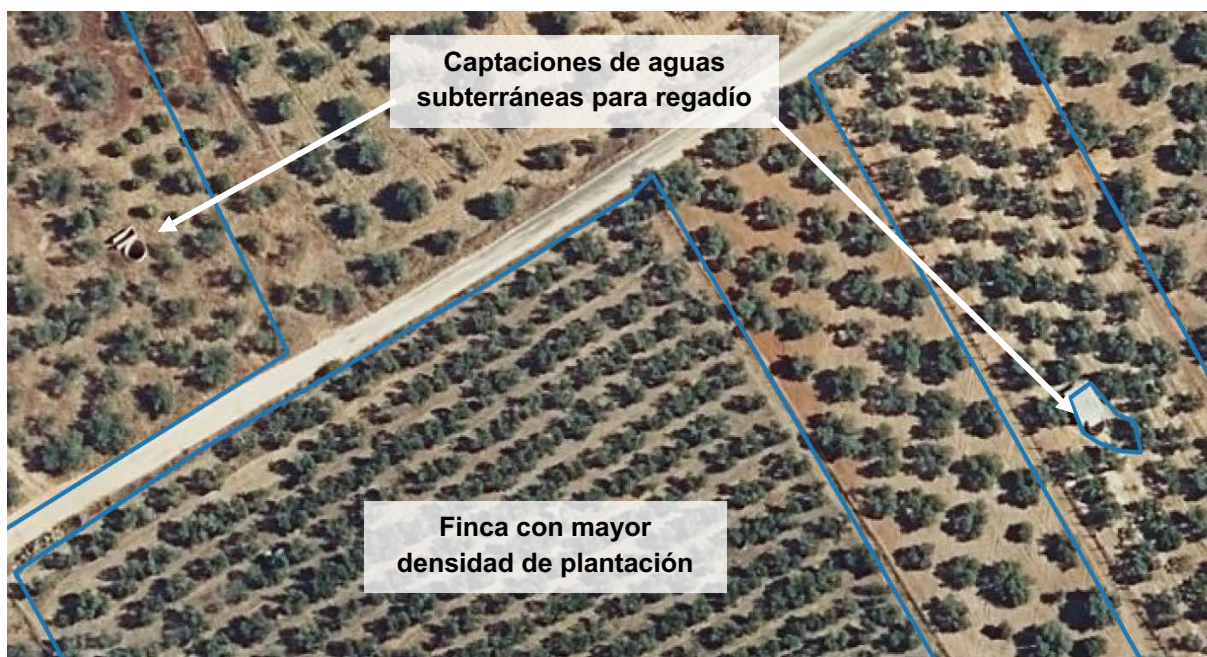 Captaciones de aguas
subterráneas para regadío
Finca con mayor
densidad de plantación